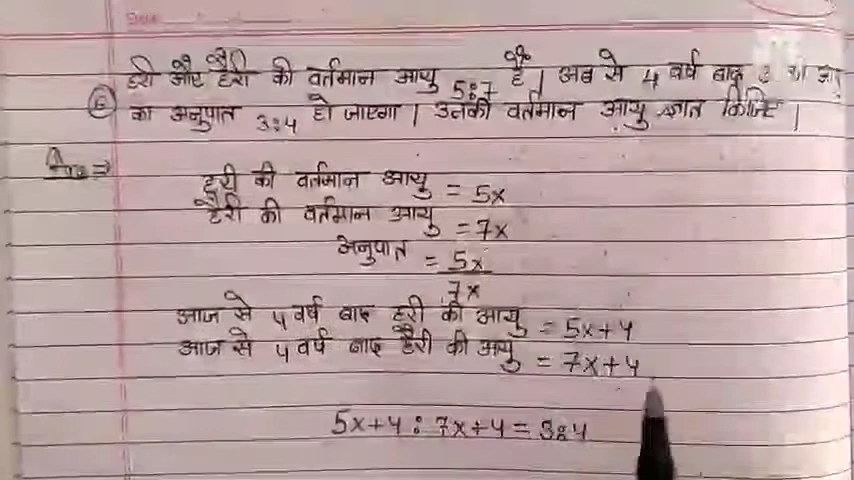 हरी और हैरी की वर्तमान आयु 5:7 है। अब से 4 वर्ष बाद
⑥ का अनुपात 3:4 हो जाएगा। उनकी वर्तमान आयु ज्ञात किजिए।
Ans ⇒
हरी की वर्तमान आयु = 5x
हैरी की वर्तमान आयु = 7x
अनुपात = 5x
7x
आज से 4 वर्ष बाद हरी की आयु = 5x+4
आज से 4 वर्ष बाद हैरी की आयु = 7x+4
5x+4 : 7x+4 = 3:4